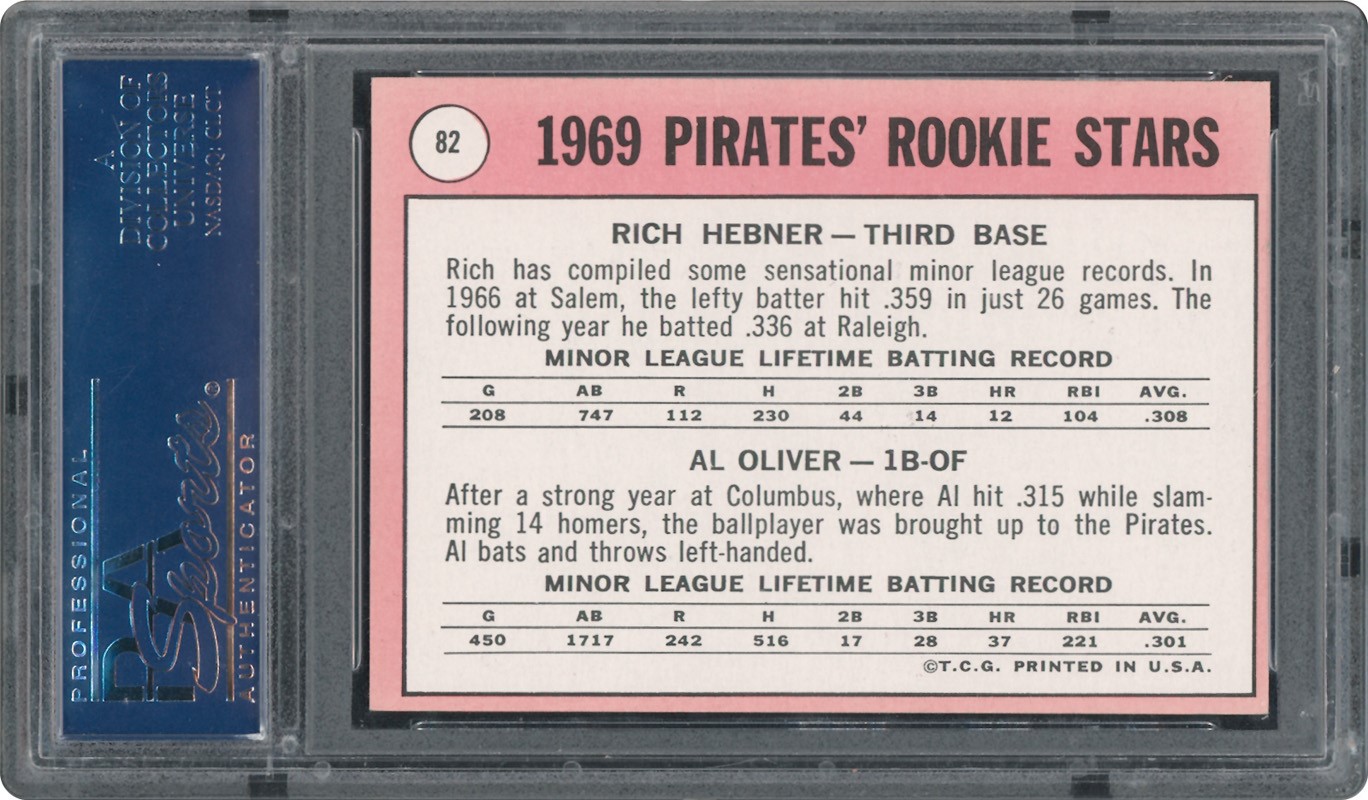 A
DIVISION OF
COLLECTORS
UNIVERSE
NASDAQ: CLCT
PROFESSIONAL
PSA
Sports®
AUTHENTICATOR
82
1969 PIRATES' ROOKIE STARS
RICH HEBNER — THIRD BASE
Rich has compiled some sensational minor league records. In
1966 at Salem, the lefty batter hit .359 in just 26 games. The
following year he batted .336 at Raleigh.
MINOR LEAGUE LIFETIME BATTING RECORD
G AB R H 2B 3B HR RBI AVG.
208 747 112 230 44 14 12 104 .308
AL OLIVER — 1B-OF
After a strong year at Columbus, where Al hit .315 while slam-
ming 14 homers, the ballplayer was brought up to the Pirates.
Al bats and throws left-handed.
MINOR LEAGUE LIFETIME BATTING RECORD
G AB R H 2B 3B HR RBI AVG.
450 1717 242 516 17 28 37 221 .301
©T.C.G. PRINTED IN U.S.A.